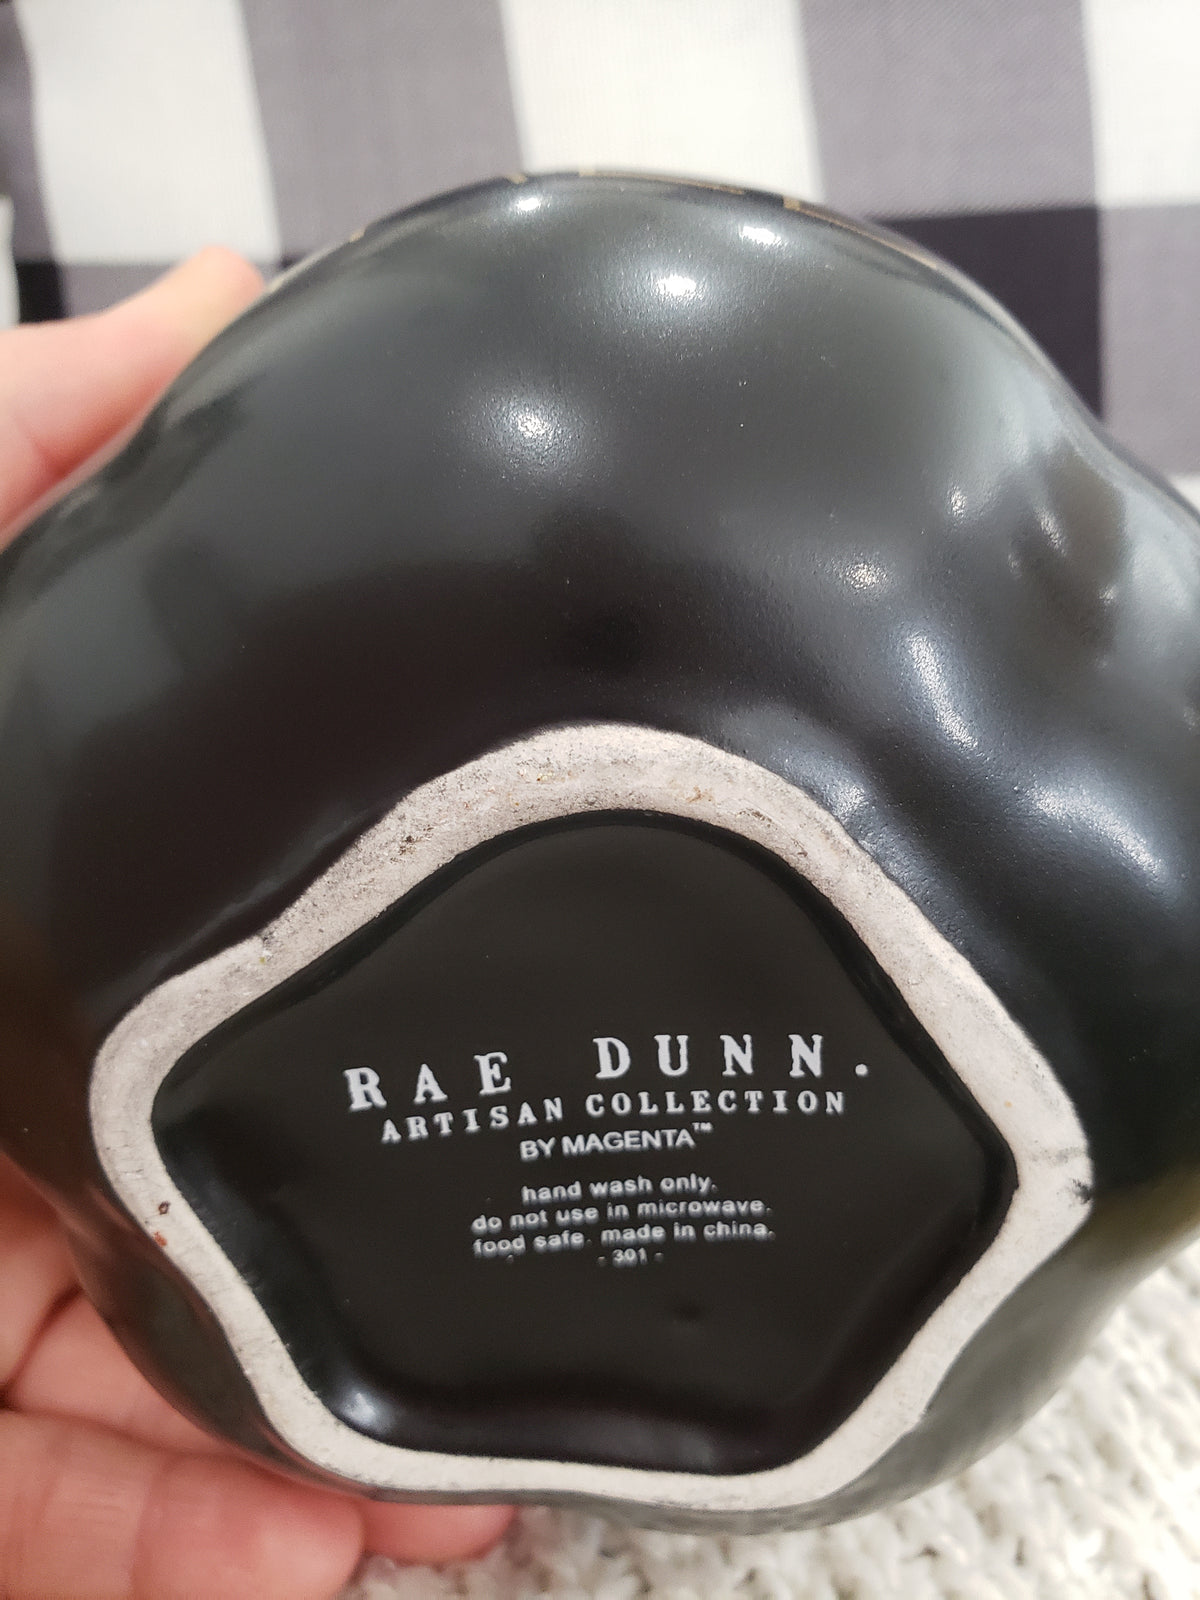 RAE DUNN.
ARTISAN COLLECTION
BY MAGENTA™
hand wash only.
do not use in microwave.
food safe. made in china.
- 301 -